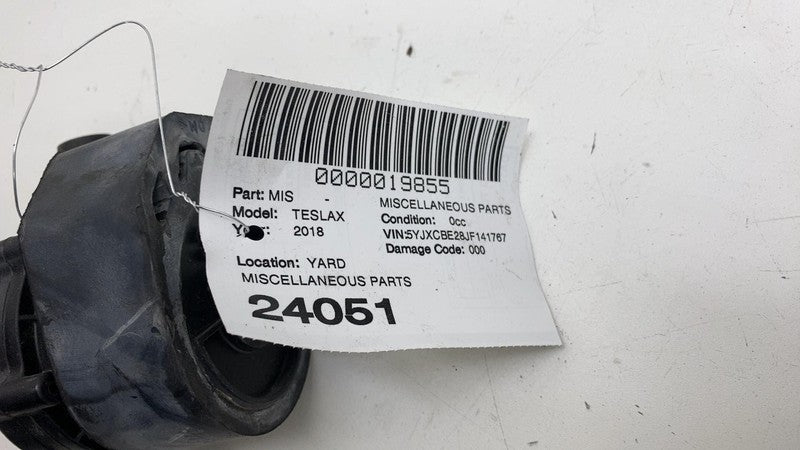 0000019855
Part: MIS - MISCELLANEOUS PARTS
Model: TESLAX Condition: 0cc
2018 VIN:5YJXCBE28JF141767
Damage Code: 000
Location: YARD
MISCELLANEOUS PARTS
24051